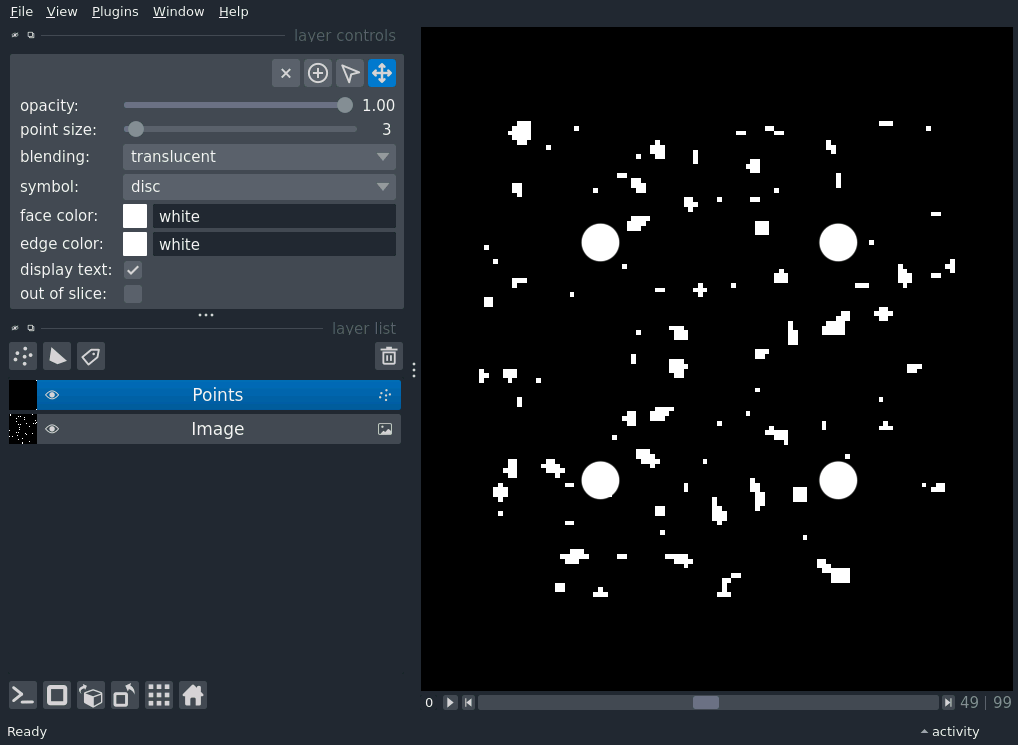 File View Plugins Window Help
layer controls
opacity: 1.00
point size: 3
blending: translucent
symbol: disc
face color: white
edge color: white
display text:
out of slice:
layer list
Points
Image
0 49 | 99
Ready activity